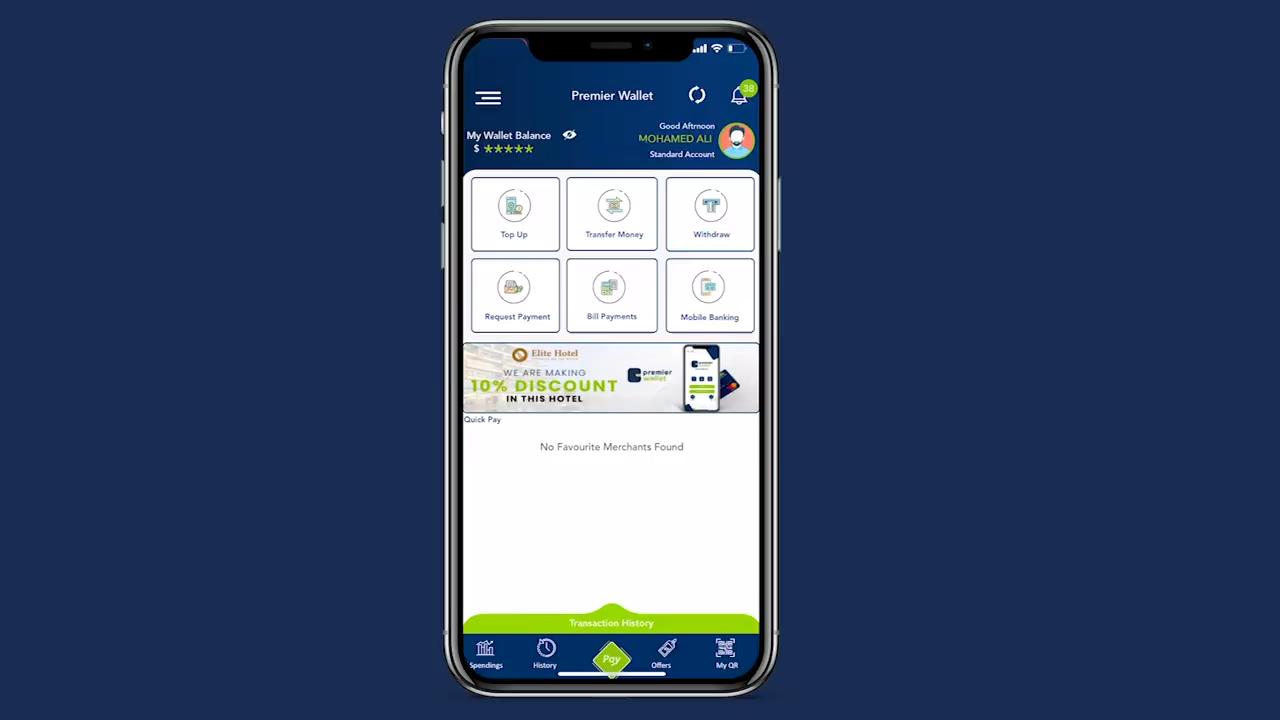 Premier Wallet
38
My Wallet Balance
$ *****
Good Aftrnoon
MOHAMED ALI
Standard Account
Top Up
Transfer Money
Withdraw
Request Payment
Bill Payments
Mobile Banking
Elite Hotel
WE ARE MAKING
10% DISCOUNT
IN THIS HOTEL
premier
wallet
Quick Pay
No Favourite Merchants Found
Transaction History
Spendings
History
Pay
Offers
My QR